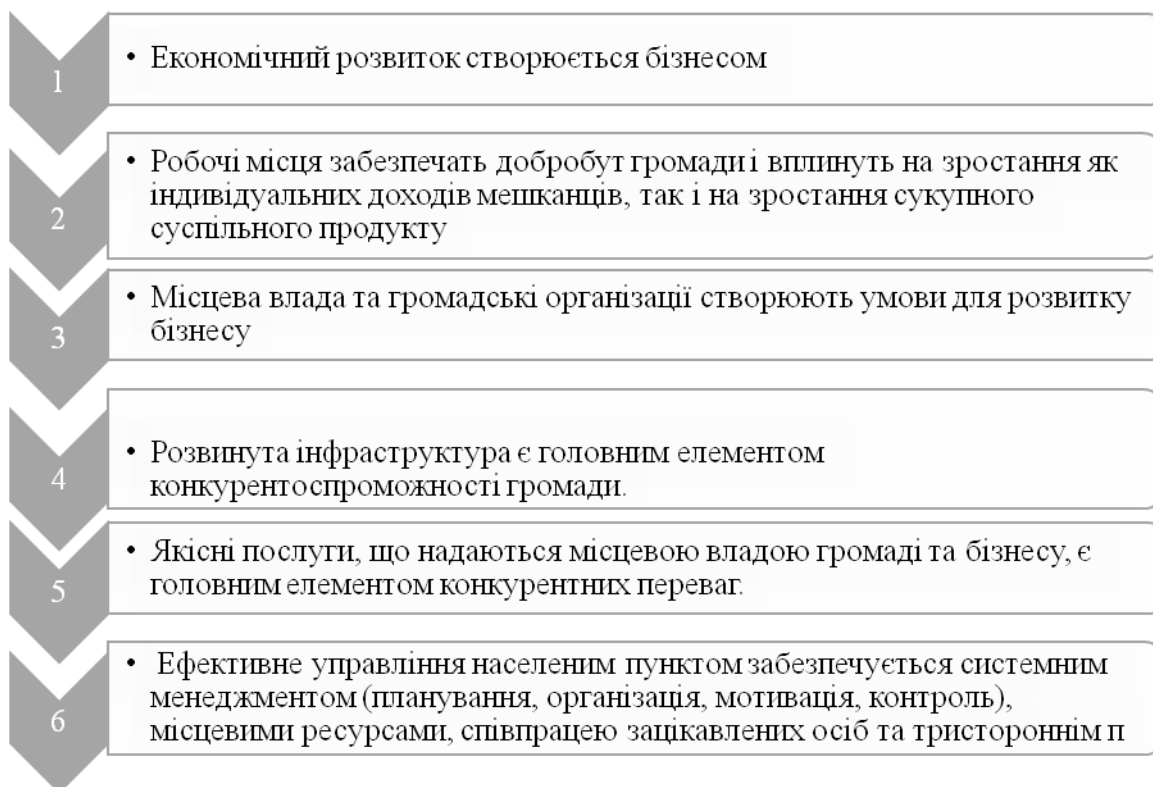 1
• Економічний розвиток створюється бізнесом
2
• Робочі місця забезпечать добробут громади і вплинуть на зростання як
індивідуальних доходів мешканців, так і на зростання сукупного
суспільного продукту
3
• Місцева влада та громадські організації створюють умови для розвитку
бізнесу
4
• Розвинута інфраструктура є головним елементом
конкурентоспроможності громади.
5
• Якісні послуги, що надаються місцевою владою громаді та бізнесу, є
головним елементом конкурентних переваг.
6
• Ефективне управління населеним пунктом забезпечується системним
менеджментом (планування, організація, мотивація, контроль),
місцевими ресурсами, співпрацею зацікавлених осіб та тристороннім п